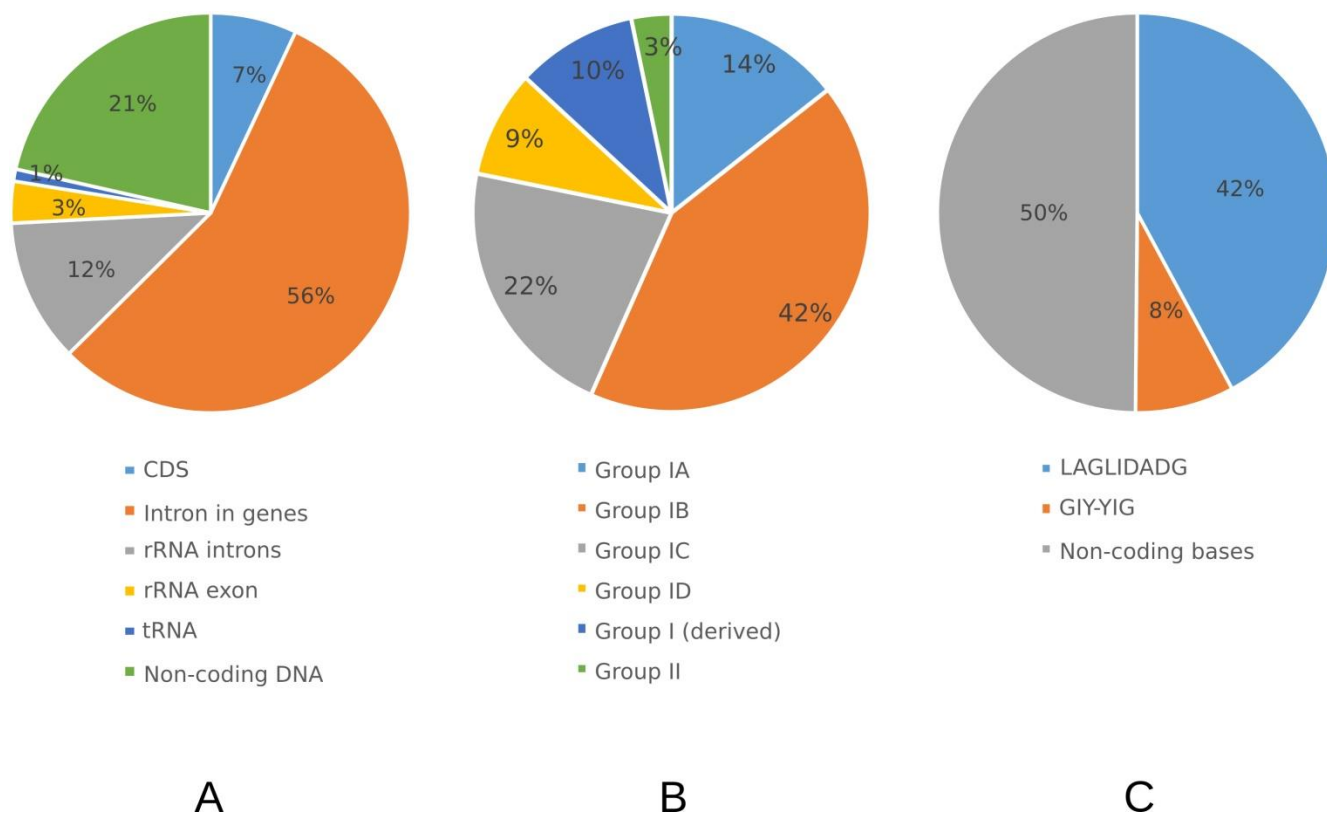 7%
56%
12%
3%
1%
21%
CDS
Intron in genes
rRNA introns
rRNA exon
tRNA
Non-coding DNA
A
14%
42%
22%
9%
10%
3%
Group IA
Group IB
Group IC
Group ID
Group I (derived)
Group II
B
42%
8%
50%
LAGLIDADG
GIY-YIG
Non-coding bases
C